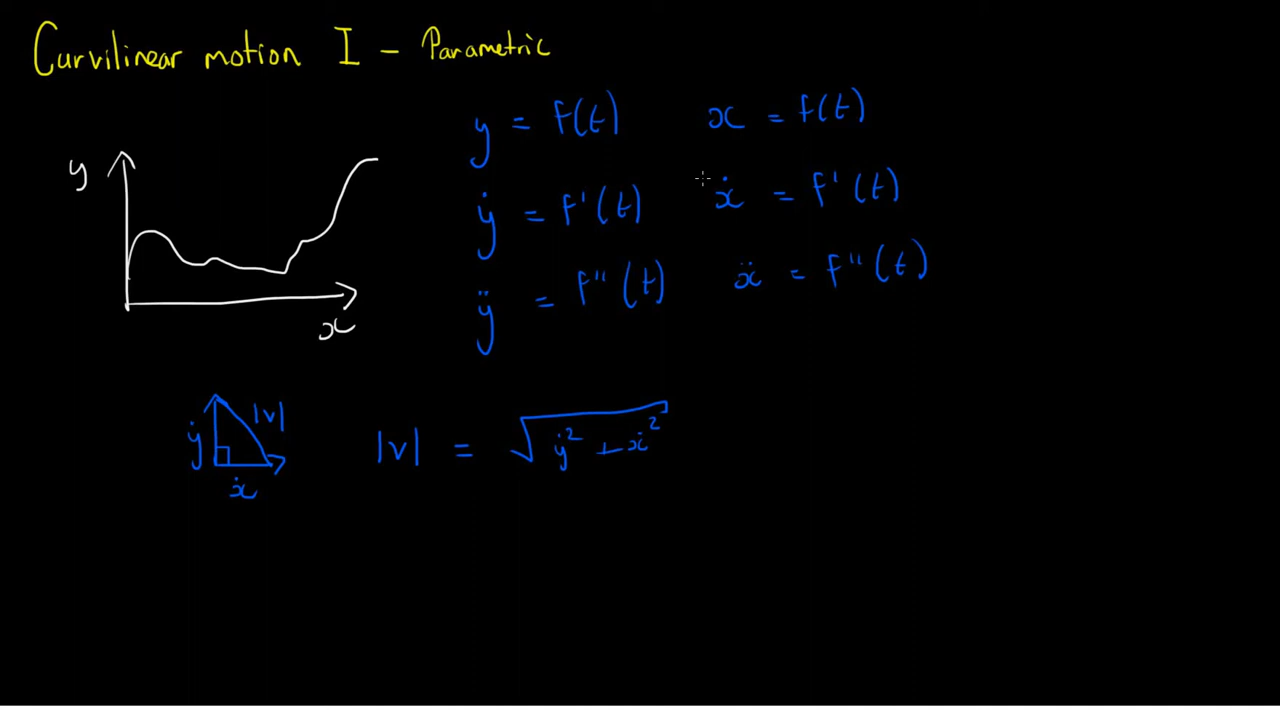 Curvilinear motion I - Parametric
y = f(t) x = f(t)
y
ẏ = f'(t) ẋ = f'(t)
ÿ = f''(t) ẍ = f''(t)
x
ẏ |v| |v| = √(ẏ² + ẋ²)
ẋ